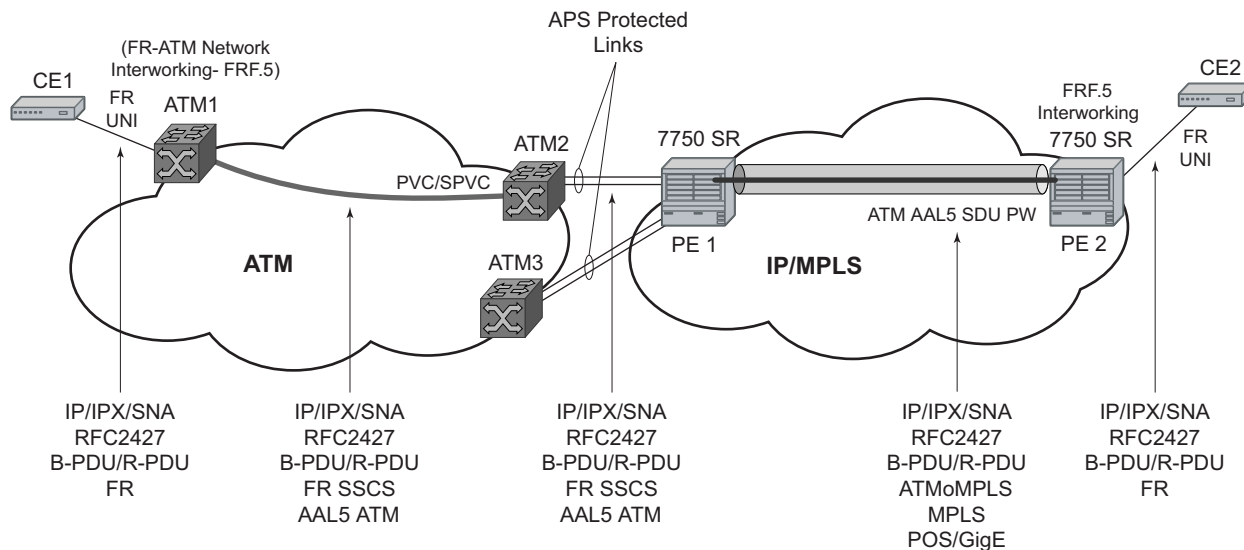 APS Protected
Links
(FR-ATM Network
Interworking- FRF.5)
CE1
FR
UNI
ATM1
ATM2
PVC/SPVC
ATM3
ATM
7750 SR
PE 1
IP/MPLS
ATM AAL5 SDU PW
FRF.5
Interworking
7750 SR
PE 2
CE2
FR
UNI
IP/IPX/SNA
RFC2427
B-PDU/R-PDU
FR
IP/IPX/SNA
RFC2427
B-PDU/R-PDU
FR SSCS
AAL5 ATM
IP/IPX/SNA
RFC2427
B-PDU/R-PDU
FR SSCS
AAL5 ATM
IP/IPX/SNA
RFC2427
B-PDU/R-PDU
ATMoMPLS
MPLS
POS/GigE
IP/IPX/SNA
RFC2427
B-PDU/R-PDU
FR